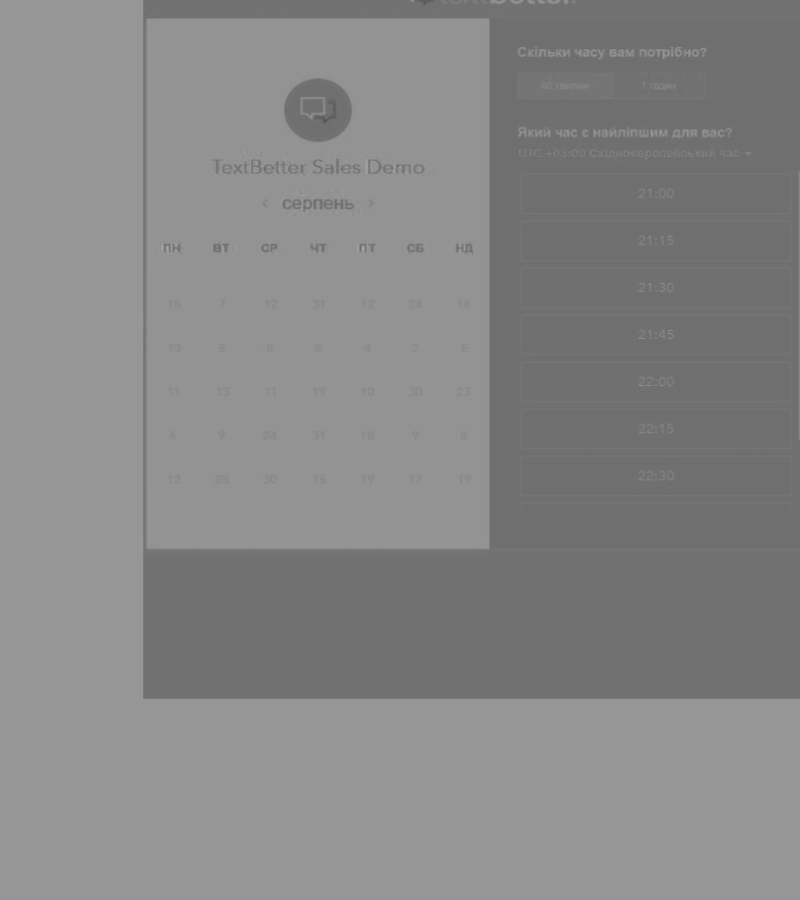 textbetter.
TextBetter Sales Demo
серпень
ПН ВТ СР ЧТ ПТ СБ НД
15 7 12 31 12 24 16
13 5 8 8 4 2 5
11 13 11 19 10 30 23
6 9 24 31 18 9 8
12 28 30 15 19 17 19
Скільки часу вам потрібно?
40 хвилин 1 годин
Який час є найліпшим для вас?
UTC +03:00 Східноєвропейський час
21:00
21:15
21:30
21:45
22:00
22:15
22:30